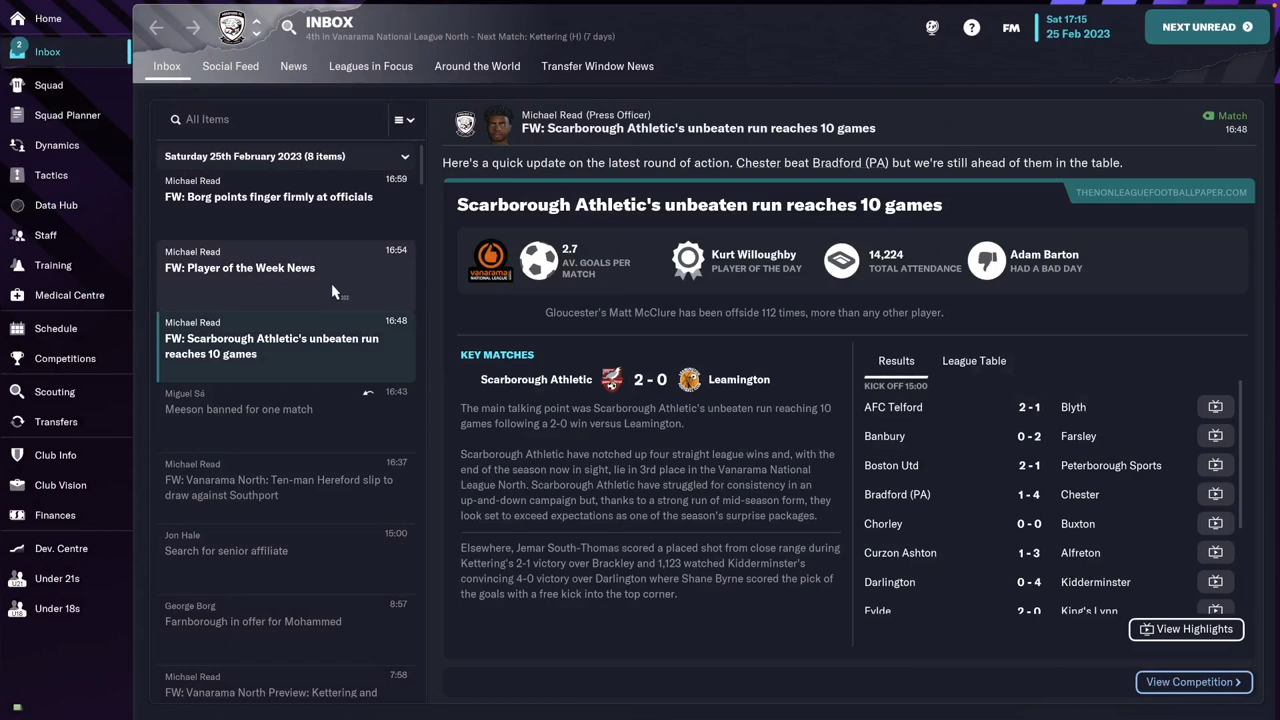 Home
2
Inbox
Squad
Squad Planner
Dynamics
Tactics
Data Hub
Staff
Training
Medical Centre
Schedule
Competitions
Scouting
Transfers
Club Info
Club Vision
Finances
Dev. Centre
U21
Under 21s
U18
Under 18s
INBOX
4th in Vanarama National League North - Next Match: Kettering (H) (7 days)
FM
Sat 17:15
25 Feb 2023
NEXT UNREAD
Inbox
Social Feed
News
Leagues in Focus
Around the World
Transfer Window News
All Items
Saturday 25th February 2023 (8 items)
Michael Read 16:59
FW: Borg points finger firmly at officials
Michael Read 16:54
FW: Player of the Week News
Michael Read 16:48
FW: Scarborough Athletic's unbeaten run
reaches 10 games
Miguel Sá 16:43
Meeson banned for one match
Michael Read 16:37
FW: Vanarama North: Ten-man Hereford slip to
draw against Southport
Jon Hale 15:00
Search for senior affiliate
George Borg 8:57
Farnborough in offer for Mohammed
Michael Read 7:58
FW: Vanarama North Preview: Kettering and
Michael Read (Press Officer)
FW: Scarborough Athletic's unbeaten run reaches 10 games
Match
16:48
Here's a quick update on the latest round of action. Chester beat Bradford (PA) but we're still ahead of them in the table.
THENONLEAGUEFOOTBALLPAPER.COM
Scarborough Athletic's unbeaten run reaches 10 games
vanarama
NATIONAL LEAGUE
2.7
AV. GOALS PER
MATCH
Kurt Willoughby
PLAYER OF THE DAY
14,224
TOTAL ATTENDANCE
Adam Barton
HAD A BAD DAY
Gloucester's Matt McClure has been offside 112 times, more than any other player.
KEY MATCHES
Scarborough Athletic 2 - 0 Leamington
The main talking point was Scarborough Athletic's unbeaten run reaching 10
games following a 2-0 win versus Leamington.
Scarborough Athletic have notched up four straight league wins and, with the
end of the season now in sight, lie in 3rd place in the Vanarama National
League North. Scarborough Athletic have struggled for consistency in an
up-and-down campaign but, thanks to a strong run of mid-season form, they
look set to exceed expectations as one of the season's surprise packages.
Elsewhere, Jemar South-Thomas scored a placed shot from close range during
Kettering's 2-1 victory over Brackley and 1,123 watched Kidderminster's
convincing 4-0 victory over Darlington where Shane Byrne scored the pick of
the goals with a free kick into the top corner.
Results
League Table
KICK OFF 15:00
AFC Telford 2 - 1 Blyth
Banbury 0 - 2 Farsley
Boston Utd 2 - 1 Peterborough Sports
Bradford (PA) 1 - 4 Chester
Chorley 0 - 0 Buxton
Curzon Ashton 1 - 3 Alfreton
Darlington 0 - 4 Kidderminster
Fylde 2 - 0 King's Lynn
View Highlights
View Competition